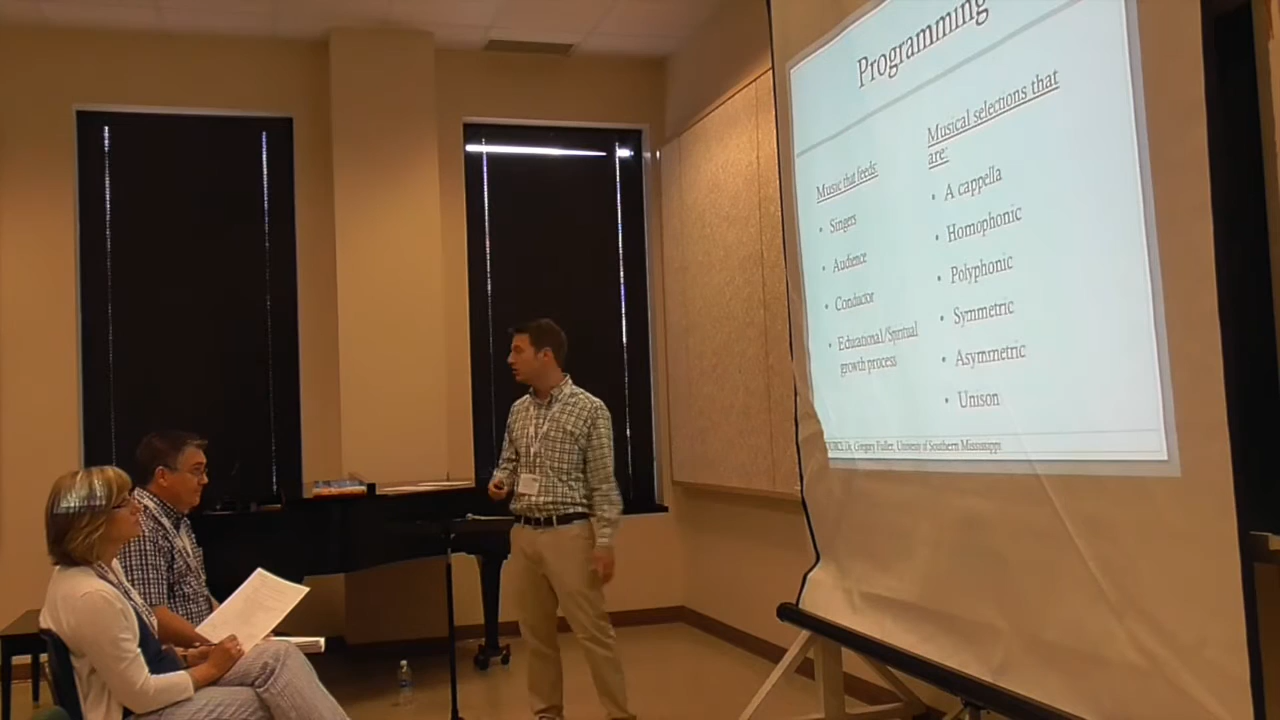 Programming
Music that feeds:
• Singers
• Audience
• Conductor
• Educational/Spiritual
growth process
Musical selections that
are:
• A cappella
• Homophonic
• Polyphonic
• Symmetric
• Asymmetric
• Unison
Dr. Gregory Fuller, University of Southern Mississippi